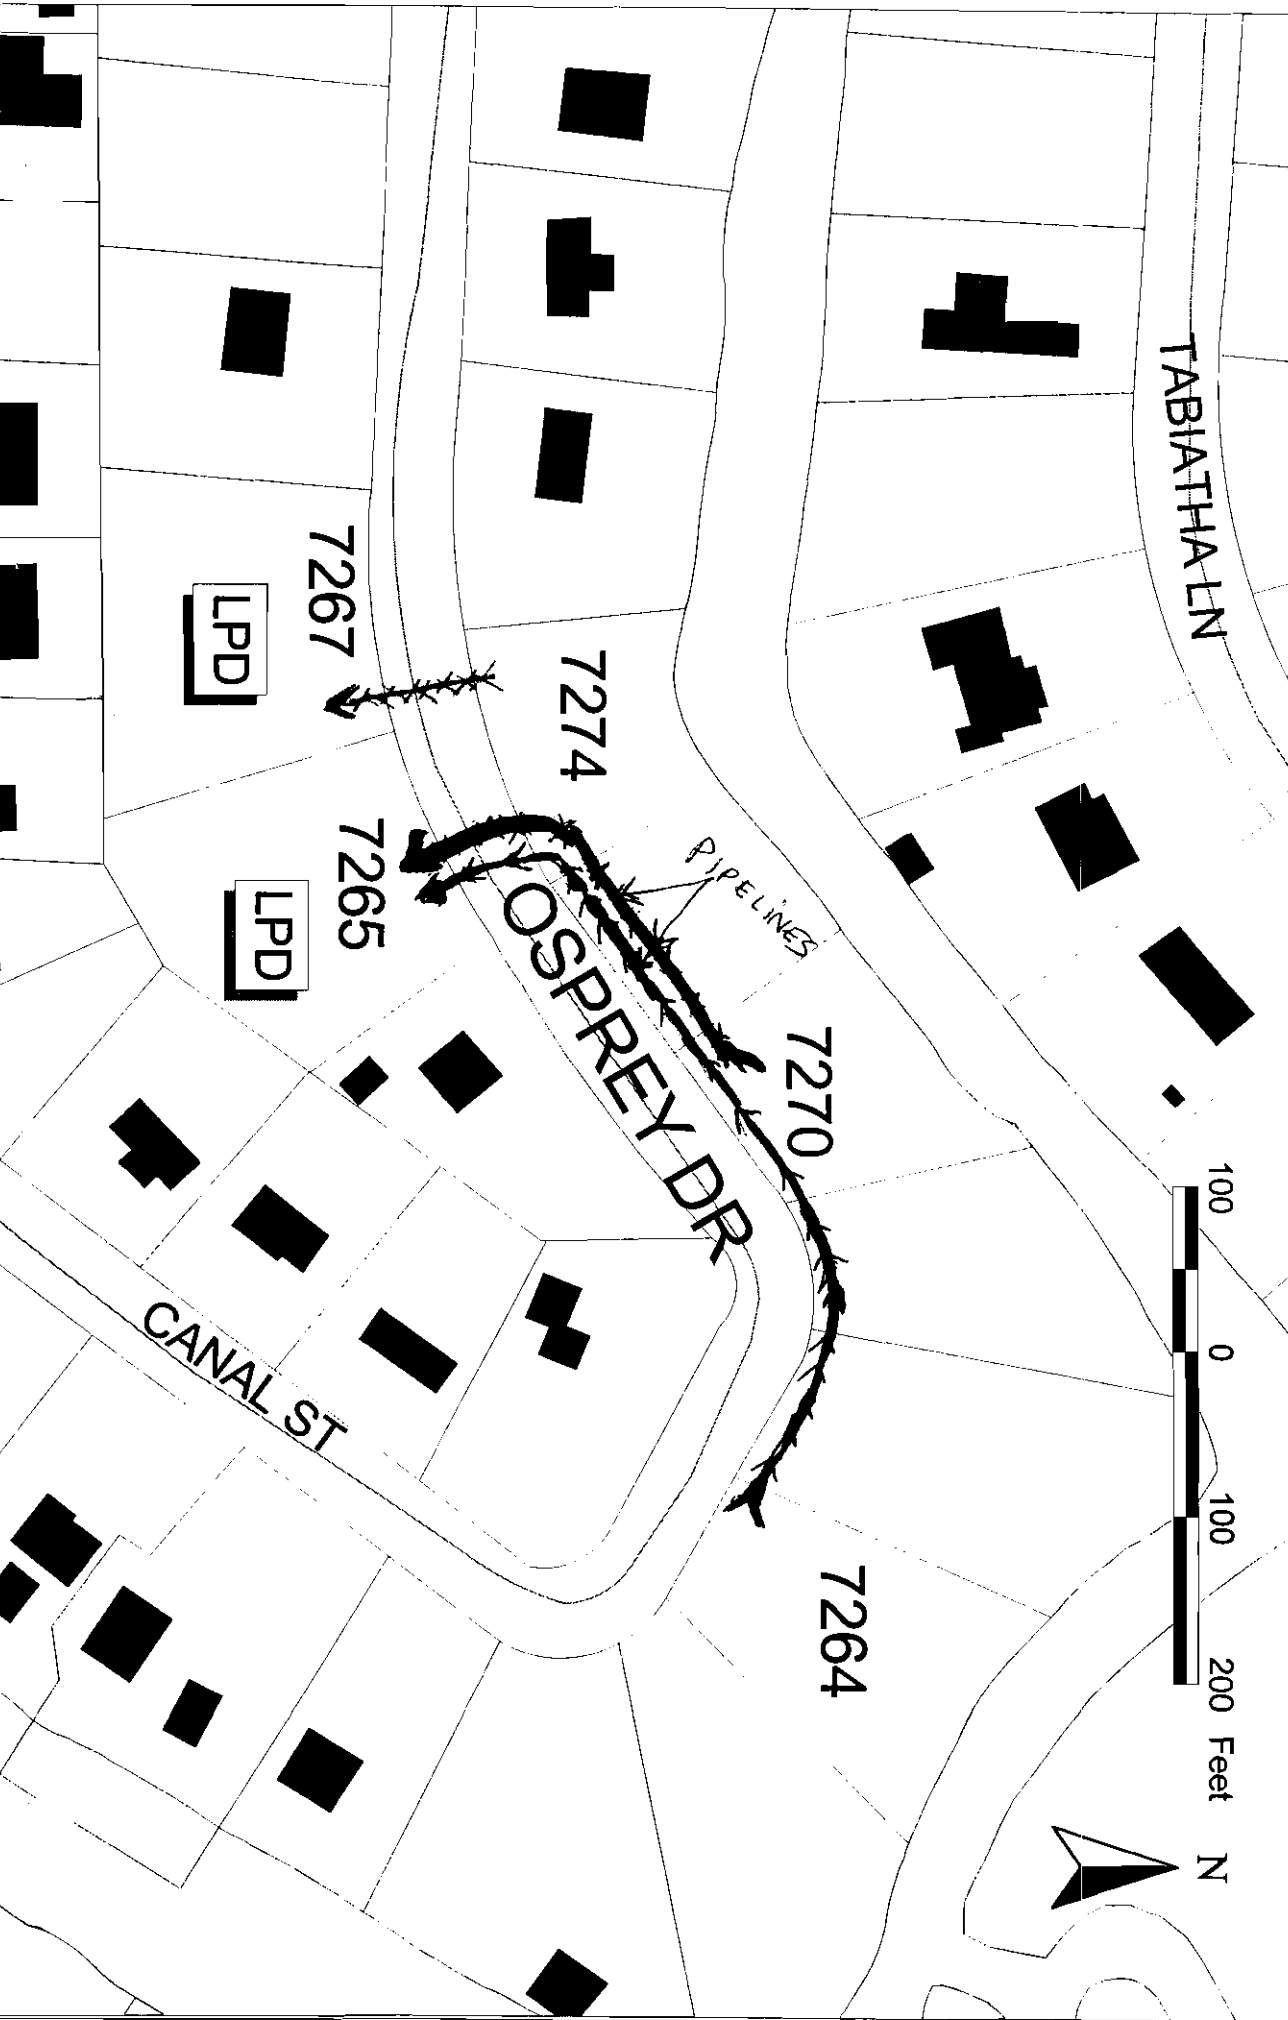 TABIATHA LN
7267
LPD
7274
7265
LPD
PIPELINES
OSPREY DR
7270
CANAL ST
7264
100 0 100 200 Feet
N